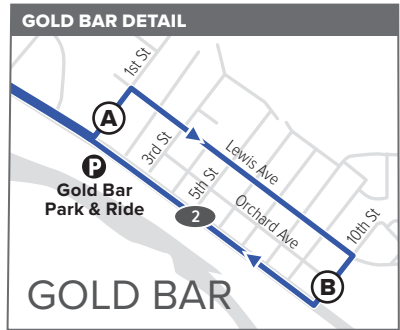 GOLD BAR DETAIL
1st St
A
3rd St
Lewis Ave
P
Gold Bar
Park & Ride
5th St
2
Orchard Ave
10th St
B
GOLD BAR